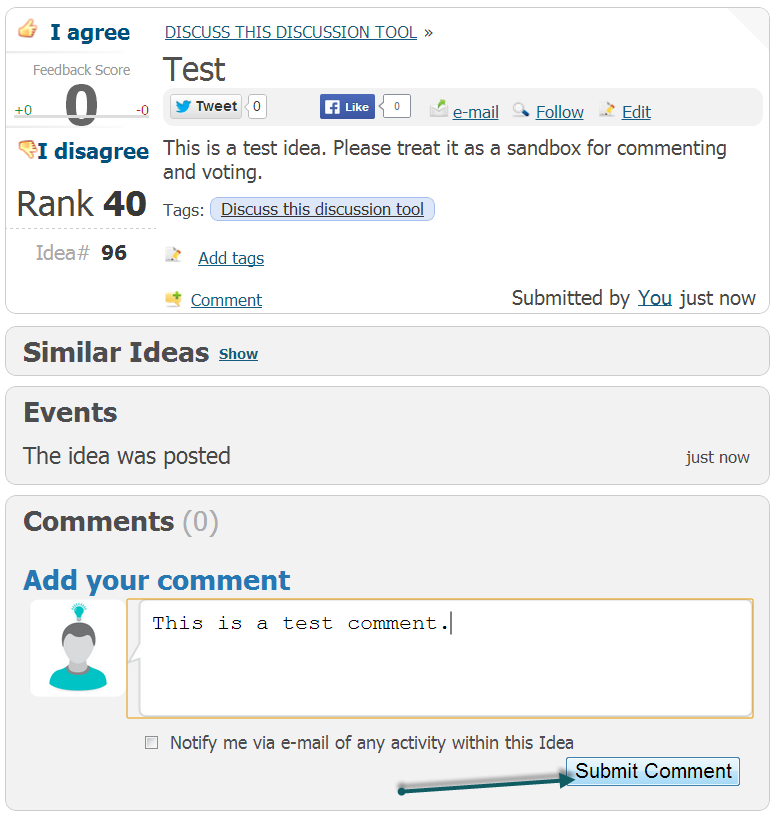 I agree
DISCUSS THIS DISCUSSION TOOL »
Feedback Score
Test
+0 0 -0
Tweet 0
Like 0
e-mail
Follow
Edit
I disagree
This is a test idea. Please treat it as a sandbox for commenting
and voting.
Rank 40
Tags: Discuss this discussion tool
Idea# 96
Add tags
Comment
Submitted by You just now
Similar Ideas Show
Events
The idea was posted
just now
Comments (0)
Add your comment
This is a test comment.
Notify me via e-mail of any activity within this Idea
Submit Comment